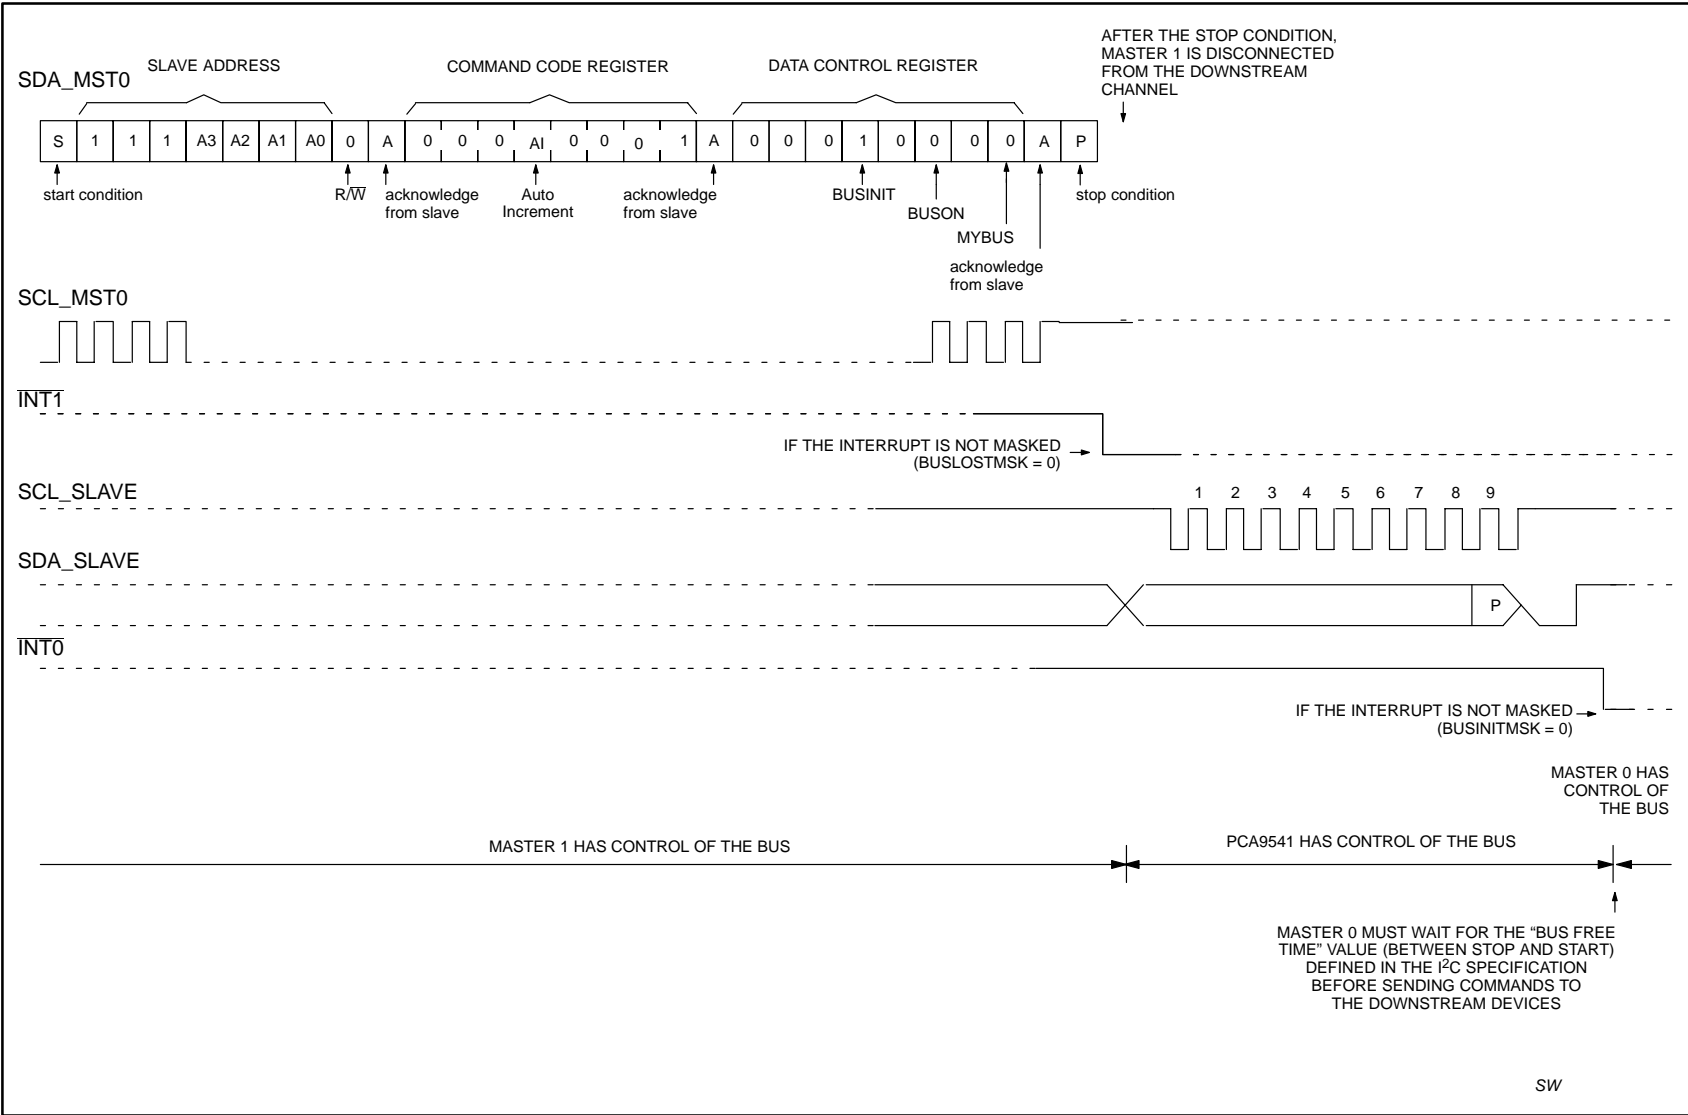 AFTER THE STOP CONDITION,
MASTER 1 IS DISCONNECTED
FROM THE DOWNSTREAM
CHANNEL
SLAVE ADDRESS
COMMAND CODE REGISTER
DATA CONTROL REGISTER
SDA_MST0
S 1 1 1 A3 A2 A1 A0 0 A 0 0 0 AI 0 0 0 1 A 0 0 0 1 0 0 0 0 A P
start condition
R/W̅
acknowledge
from slave
Auto
Increment
acknowledge
from slave
BUSINIT
BUSON
MYBUS
acknowledge
from slave
stop condition
SCL_MST0
I̅N̅T̅1̅
IF THE INTERRUPT IS NOT MASKED
(BUSLOSTMSK = 0)
SCL_SLAVE
1 2 3 4 5 6 7 8 9
SDA_SLAVE
P
I̅N̅T̅0̅
IF THE INTERRUPT IS NOT MASKED
(BUSINITMSK = 0)
MASTER 0 HAS
CONTROL OF
THE BUS
MASTER 1 HAS CONTROL OF THE BUS
PCA9541 HAS CONTROL OF THE BUS
MASTER 0 MUST WAIT FOR THE “BUS FREE
TIME” VALUE (BETWEEN STOP AND START)
DEFINED IN THE I²C SPECIFICATION
BEFORE SENDING COMMANDS TO
THE DOWNSTREAM DEVICES
SW